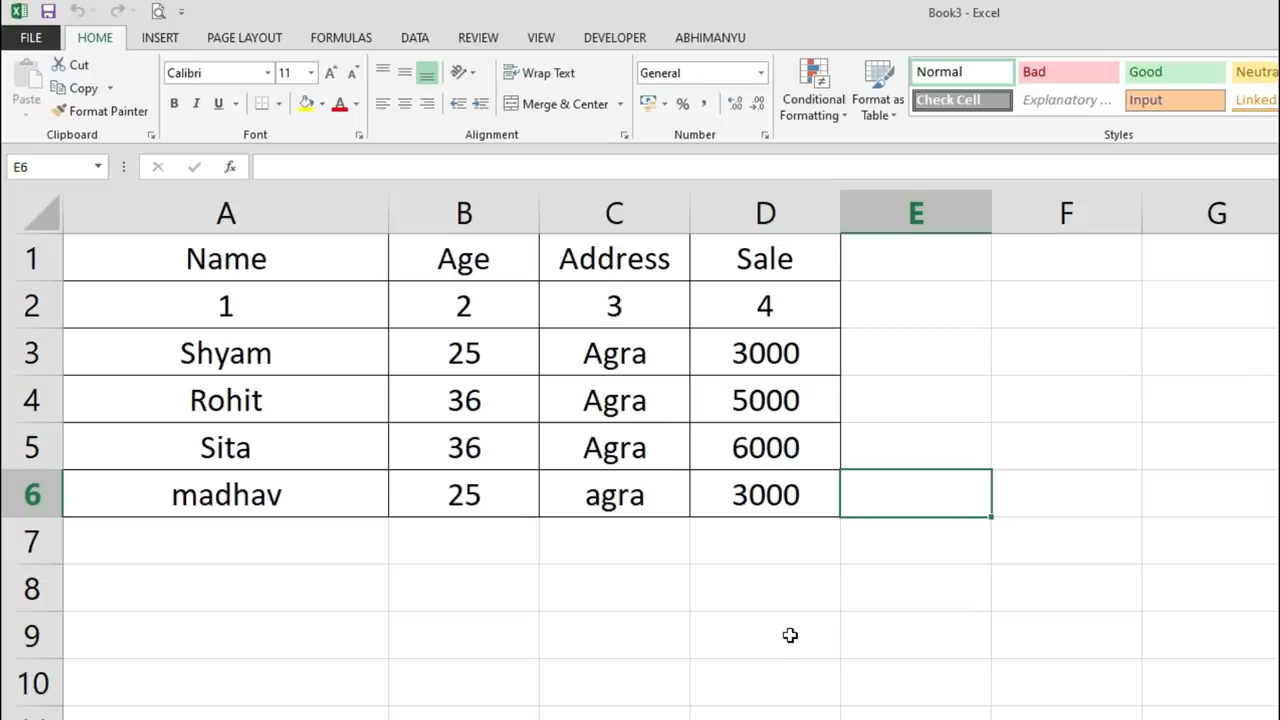 Book3 - Excel
FILE HOME INSERT PAGE LAYOUT FORMULAS DATA REVIEW VIEW DEVELOPER ABHIMANYU
Paste
Cut
Copy
Format Painter
Clipboard
Calibri 11
B I U A
Font
Wrap Text
Merge & Center
Alignment
General
% ,
Number
Conditional Formatting
Format as Table
Normal Bad Good Neutra
Check Cell Explanatory ... Input Linked
Styles
E6 fx
A B C D E F G
1 Name Age Address Sale
2 1 2 3 4
3 Shyam 25 Agra 3000
4 Rohit 36 Agra 5000
5 Sita 36 Agra 6000
6 madhav 25 agra 3000
7
8
9
10